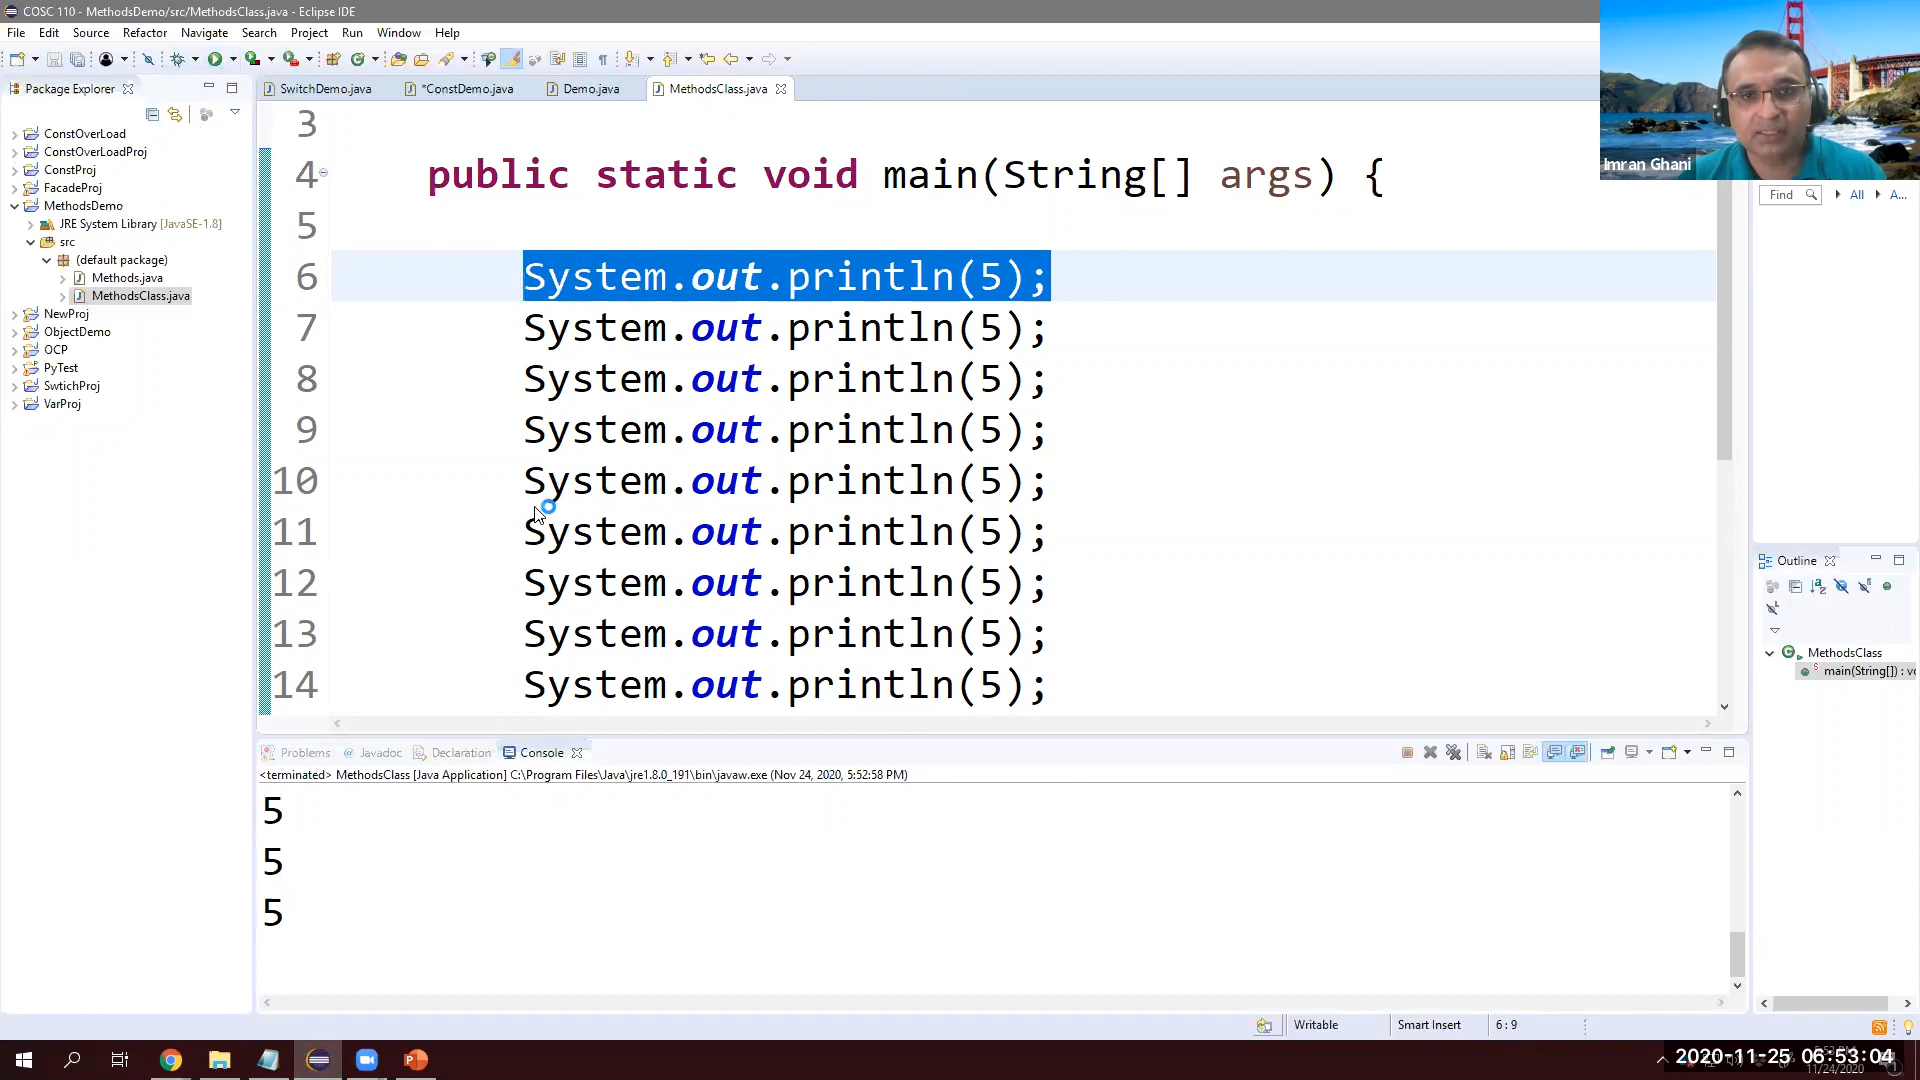 COSC 110 - MethodsDemo/src/MethodsClass.java - Eclipse IDE
File Edit Source Refactor Navigate Search Project Run Window Help
Package Explorer
SwitchDemo.java *ConstDemo.java Demo.java MethodsClass.java
ConstOverLoad
ConstOverLoadProj
ConstProj
FacadeProj
MethodsDemo
JRE System Library [JavaSE-1.8]
src
(default package)
Methods.java
MethodsClass.java
NewProj
ObjectDemo
OCP
PyTest
SwtichProj
VarProj
3
4 public static void main(String[] args) {
5
6 System.out.println(5);
7 System.out.println(5);
8 System.out.println(5);
9 System.out.println(5);
10 System.out.println(5);
11 System.out.println(5);
12 System.out.println(5);
13 System.out.println(5);
14 System.out.println(5);
Imran Ghani
Find All A...
Outline
MethodsClass
main(String[]) : vo
Problems Javadoc Declaration Console
<terminated> MethodsClass [Java Application] C:\Program Files\Java\jre1.8.0_191\bin\javaw.exe (Nov 24, 2020, 5:52:58 PM)
5
5
5
Writable Smart Insert 6 : 9
2020-11-25 06:53:04
11/24/2020